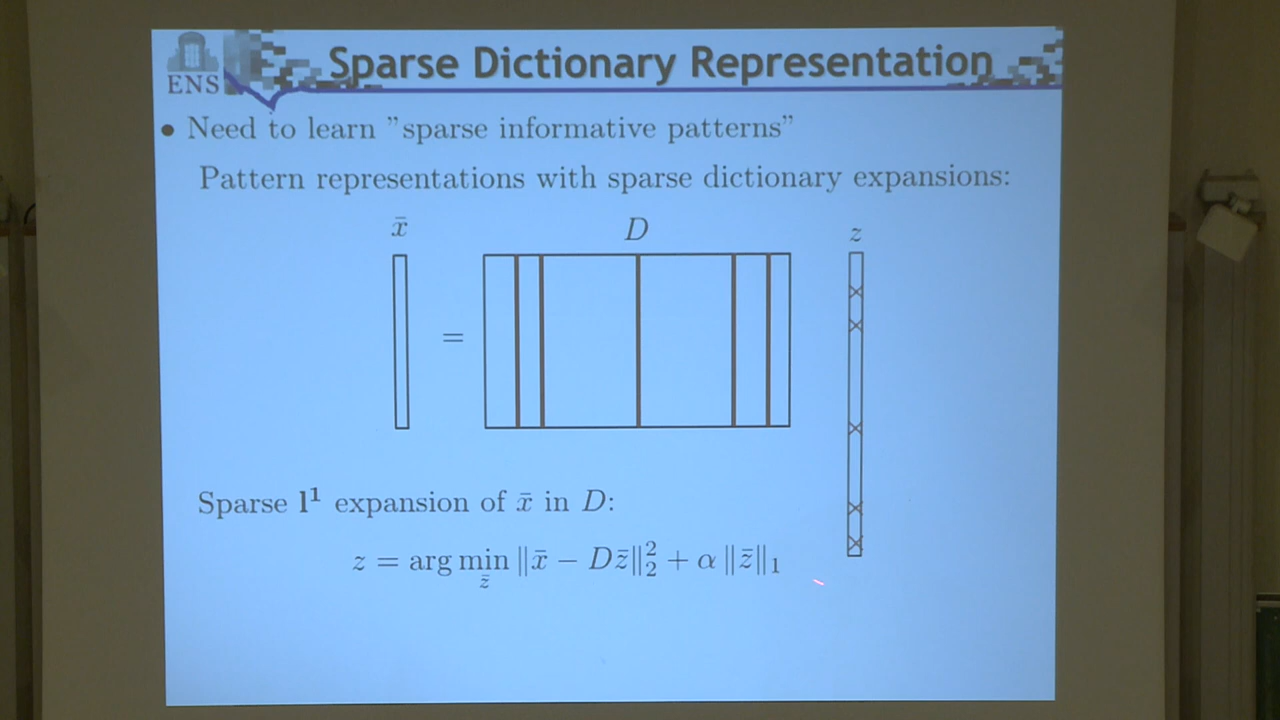 ENS
Sparse Dictionary Representation
• Need to learn ”sparse informative patterns”
Pattern representations with sparse dictionary expansions:
x̄ D z
=
Sparse l¹ expansion of x̄ in D:
z = arg min_z̄ ‖x̄ − Dz̄‖₂² + α ‖z̄‖₁